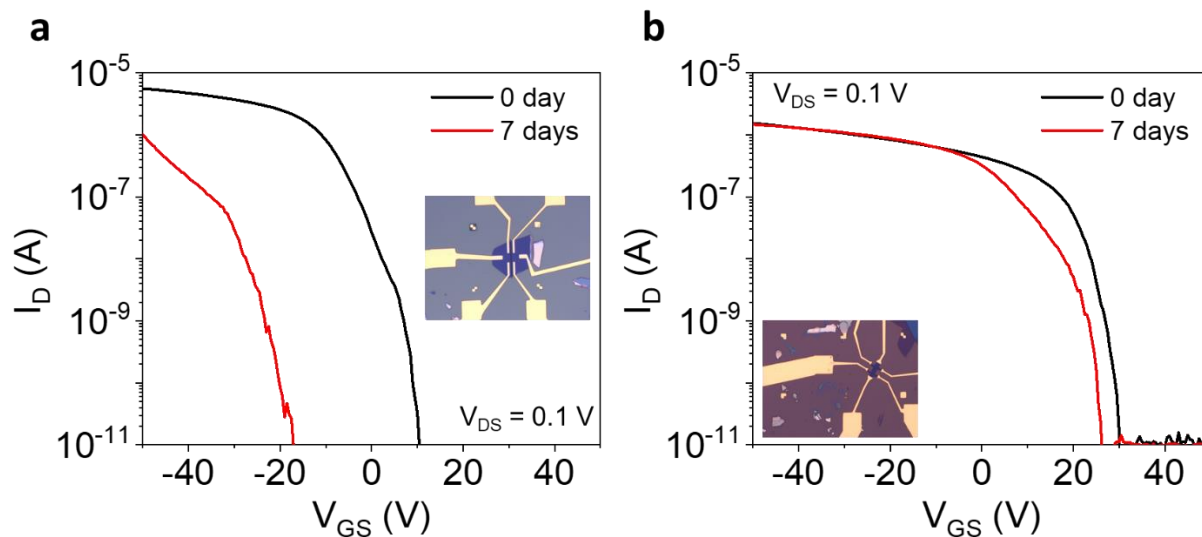 a
10^-5
10^-7
10^-9
10^-11
I_D (A)
0 day
7 days
V_DS = 0.1 V
-40
-20
0
20
40
V_GS (V)
b
10^-5
10^-7
10^-9
10^-11
I_D (A)
V_DS = 0.1 V
0 day
7 days
-40
-20
0
20
40
V_GS (V)